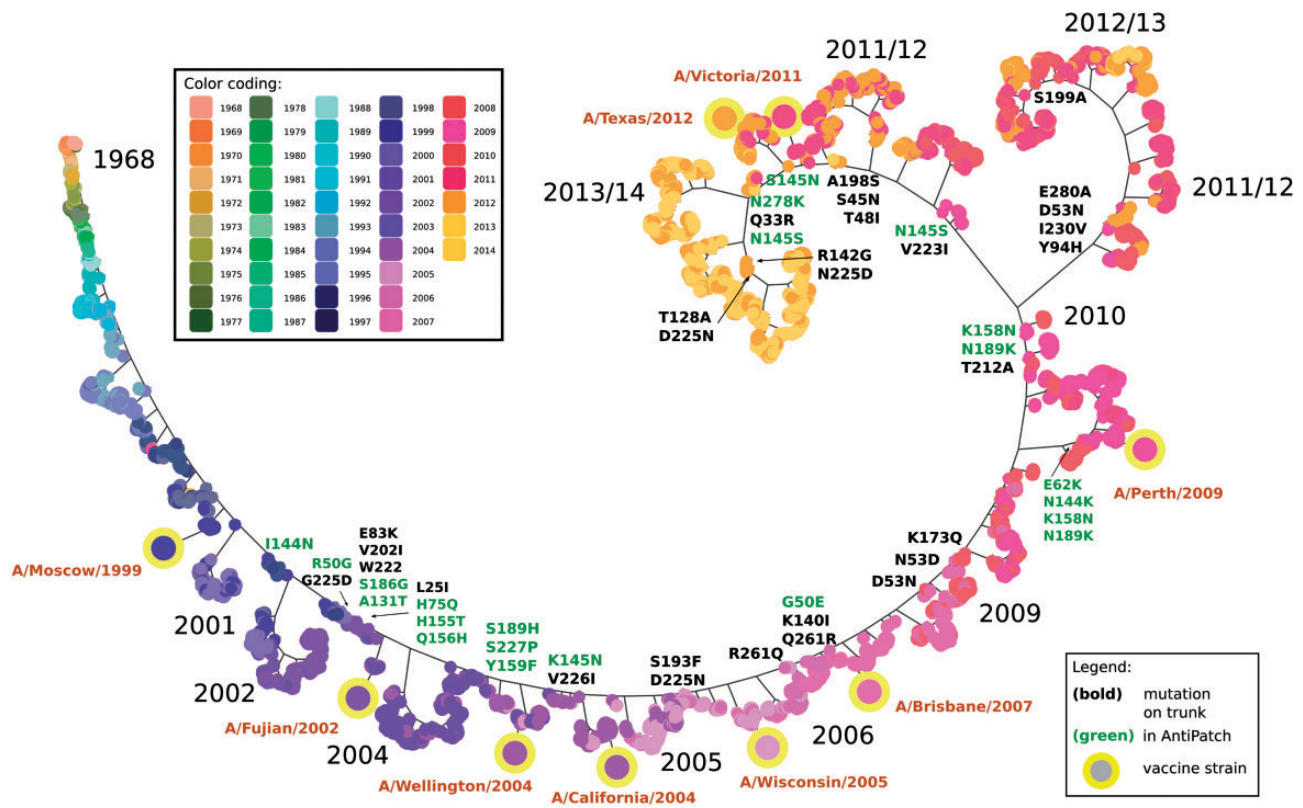 2012/13
2011/12
A/Victoria/2011
S199A
A/Texas/2012
Color coding:
1968 1978 1988 1998 2008
1969 1979 1989 1999 2009
1970 1980 1990 2000 2010
1971 1981 1991 2001 2011
1972 1982 1992 2002 2012
1973 1983 1993 2003 2013
1974 1984 1994 2004 2014
1975 1985 1995 2005
1976 1986 1996 2006
1977 1987 1997 2007
1968
2013/14
S145N
N278K
Q33R
N145S
A198S
S45N
T48I
N145S
V223I
E280A
D53N
I230V
Y94H
2011/12
R142G
N225D
T128A
D225N
K158N
N189K
T212A
2010
A/Perth/2009
E62K
N144K
K158N
N189K
K173Q
N53D
D53N
2009
A/Moscow/1999
I144N
R50G
G225D
E83K
V202I
W222
S186G
A131T
L25I
H75Q
H155T
Q156H
S189H
S227P
Y159F
K145N
V226I
S193F
D225N
R261Q
G50E
K140I
Q261R
2001
2002
A/Fujian/2002
2004
A/Wellington/2004
A/California/2004
2005
A/Wisconsin/2005
2006
A/Brisbane/2007
Legend:
(bold) mutation
on trunk
(green) in AntiPatch
vaccine strain